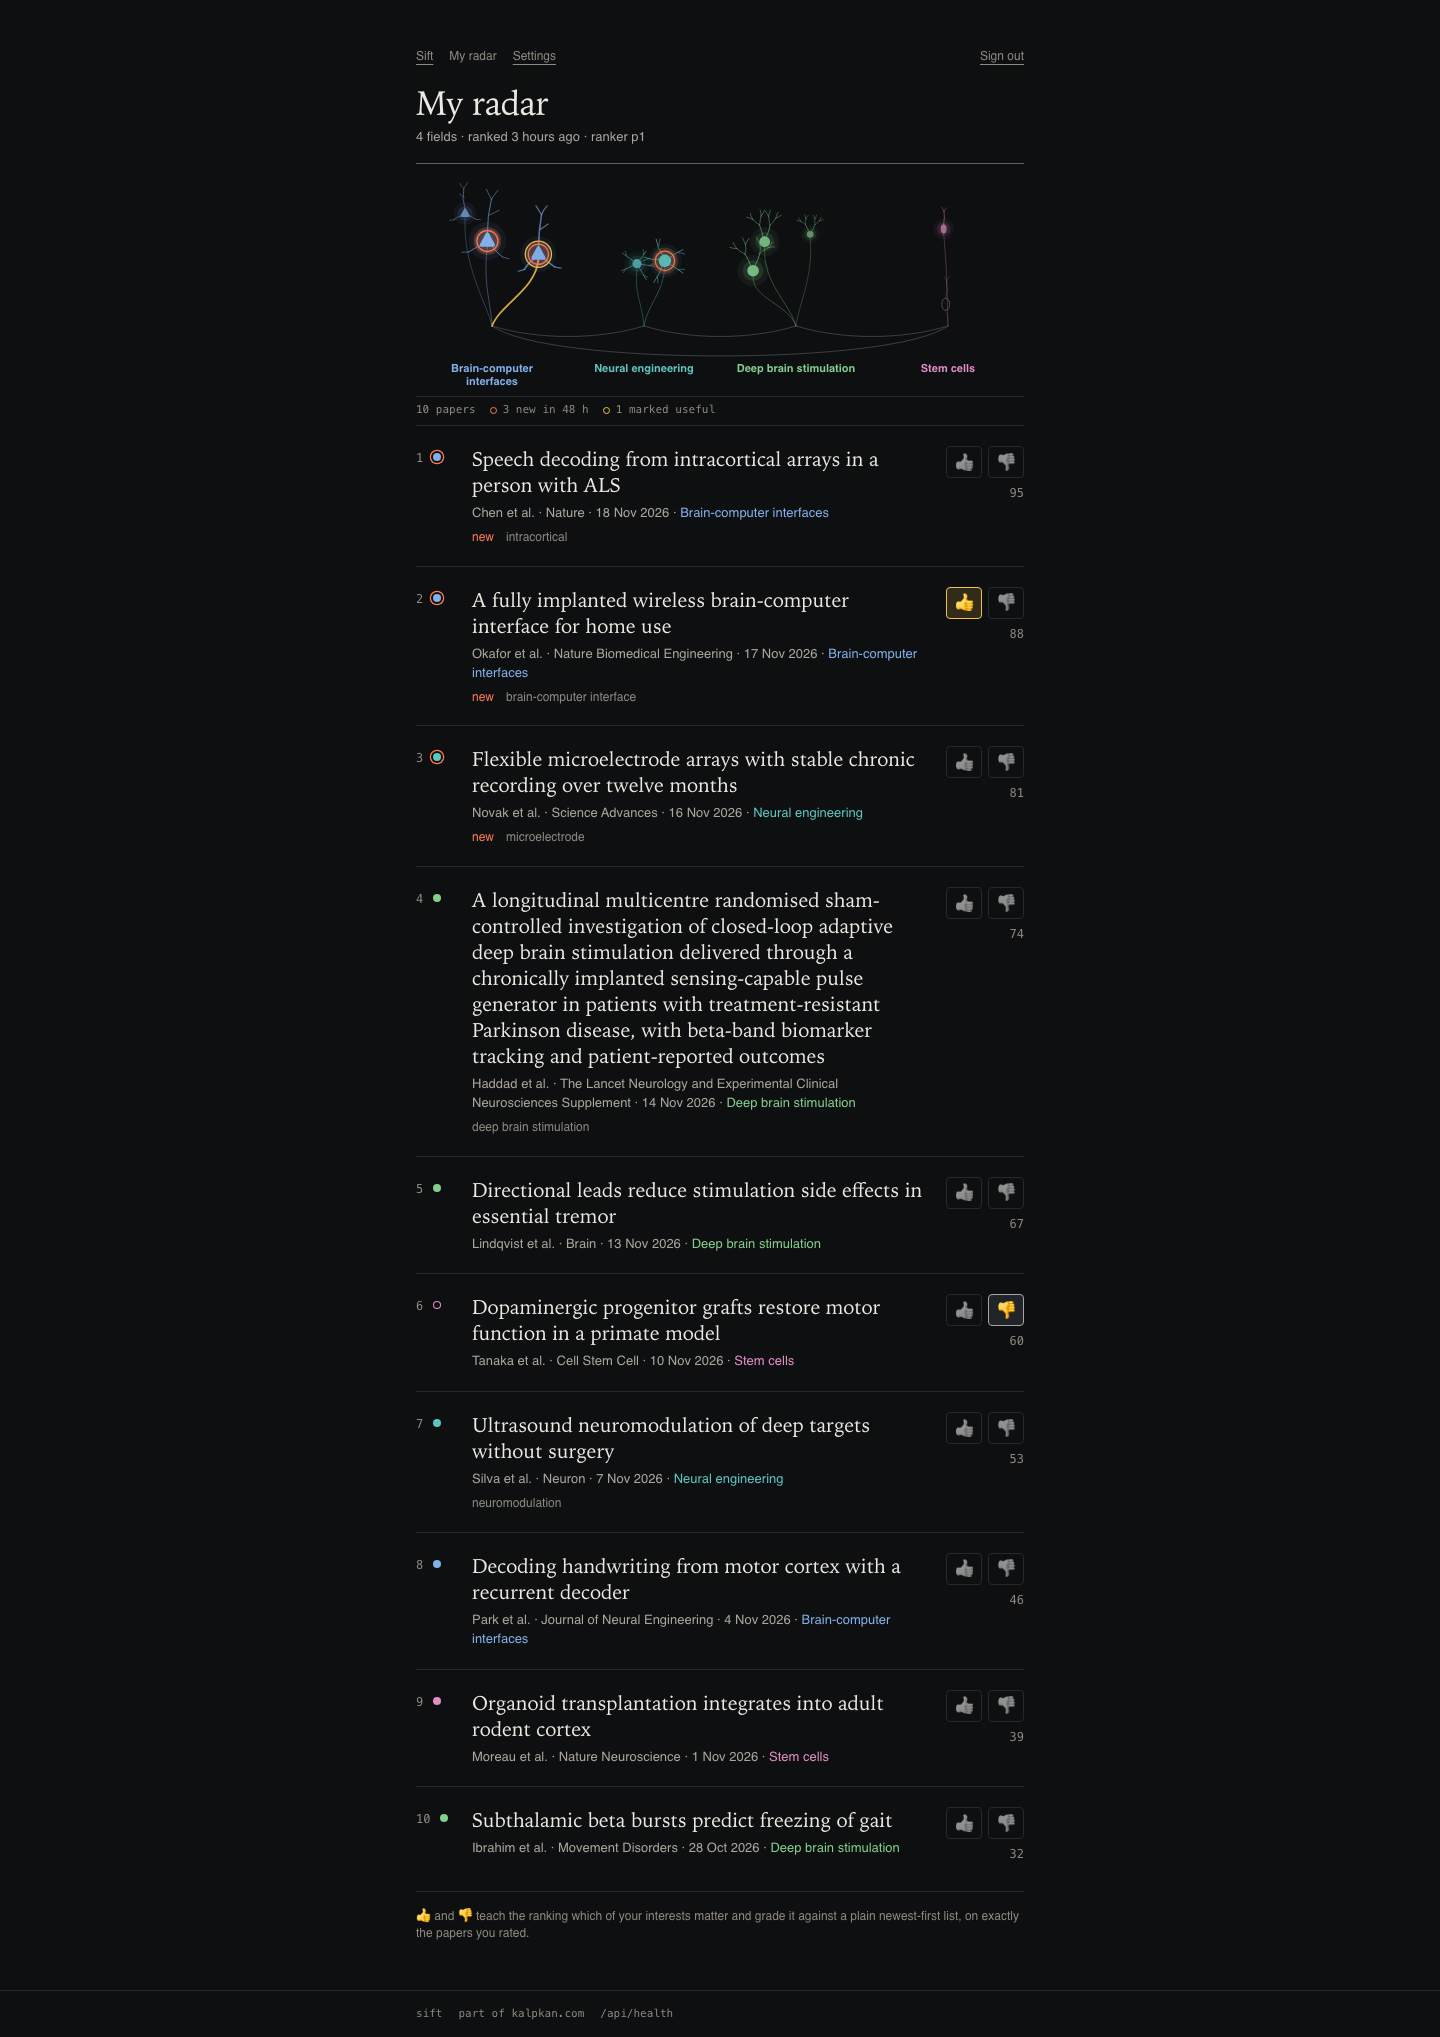 Sift My radar Settings Sign out
My radar
4 fields · ranked 3 hours ago · ranker p1
Brain-computer
interfaces
Neural engineering
Deep brain stimulation
Stem cells
10 papers 3 new in 48 h 1 marked useful
1 Speech decoding from intracortical arrays in a
person with ALS
95
Chen et al. · Nature · 18 Nov 2026 · Brain-computer interfaces
new intracortical
2 A fully implanted wireless brain-computer
interface for home use
88
Okafor et al. · Nature Biomedical Engineering · 17 Nov 2026 · Brain-computer
interfaces
new brain-computer interface
3 Flexible microelectrode arrays with stable chronic
recording over twelve months
81
Novak et al. · Science Advances · 16 Nov 2026 · Neural engineering
new microelectrode
4 A longitudinal multicentre randomised sham-
controlled investigation of closed-loop adaptive
74
deep brain stimulation delivered through a
chronically implanted sensing-capable pulse
generator in patients with treatment-resistant
Parkinson disease, with beta-band biomarker
tracking and patient-reported outcomes
Haddad et al. · The Lancet Neurology and Experimental Clinical
Neurosciences Supplement · 14 Nov 2026 · Deep brain stimulation
deep brain stimulation
5 Directional leads reduce stimulation side effects in
essential tremor
67
Lindqvist et al. · Brain · 13 Nov 2026 · Deep brain stimulation
6 Dopaminergic progenitor grafts restore motor
function in a primate model
60
Tanaka et al. · Cell Stem Cell · 10 Nov 2026 · Stem cells
7 Ultrasound neuromodulation of deep targets
without surgery
53
Silva et al. · Neuron · 7 Nov 2026 · Neural engineering
neuromodulation
8 Decoding handwriting from motor cortex with a
recurrent decoder
46
Park et al. · Journal of Neural Engineering · 4 Nov 2026 · Brain-computer
interfaces
9 Organoid transplantation integrates into adult
rodent cortex
39
Moreau et al. · Nature Neuroscience · 1 Nov 2026 · Stem cells
10 Subthalamic beta bursts predict freezing of gait
Ibrahim et al. · Movement Disorders · 28 Oct 2026 · Deep brain stimulation
32
👍 and 👎 teach the ranking which of your interests matter and grade it against a plain newest-first list, on exactly
the papers you rated.
sift part of kalpkan.com /api/health